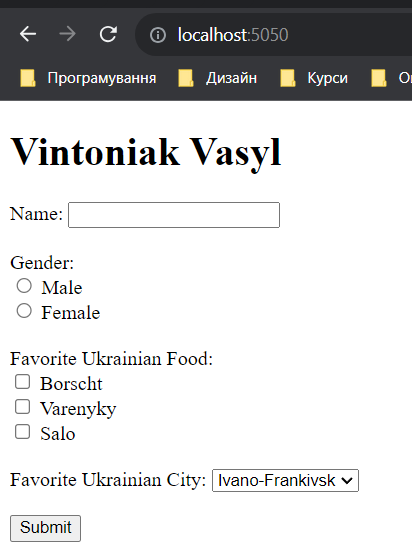 localhost:5050
Програмування Дизайн Курси
Vintoniak Vasyl
Name:
Gender:
Male
Female
Favorite Ukrainian Food:
Borscht
Varenyky
Salo
Favorite Ukrainian City: Ivano-Frankivsk
Submit